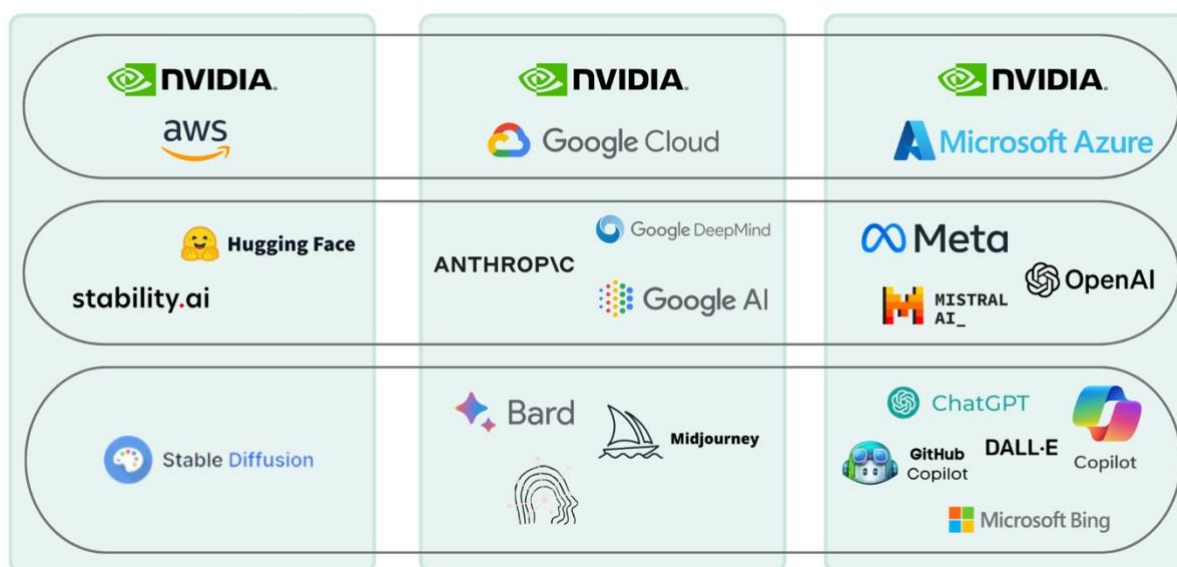 NVIDIA.
NVIDIA.
NVIDIA.
aws
Google Cloud
Microsoft Azure
Hugging Face
stability.ai
Google DeepMind
ANTHROP\C
Google AI
Meta
OpenAI
MISTRAL
AI_
Stable Diffusion
Bard
Midjourney
ChatGPT
GitHub
Copilot
DALL·E
Copilot
Microsoft Bing